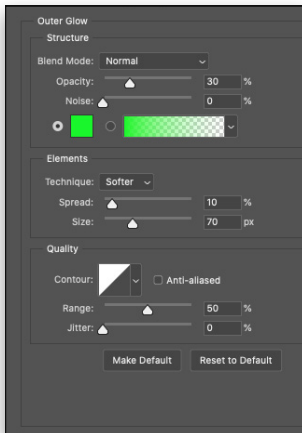 Outer Glow
Structure
Blend Mode: Normal
Opacity: 30 %
Noise: 0 %
Elements
Technique: Softer
Spread: 10 %
Size: 70 px
Quality
Contour: Anti-aliased
Range: 50 %
Jitter: 0 %
Make Default Reset to Default